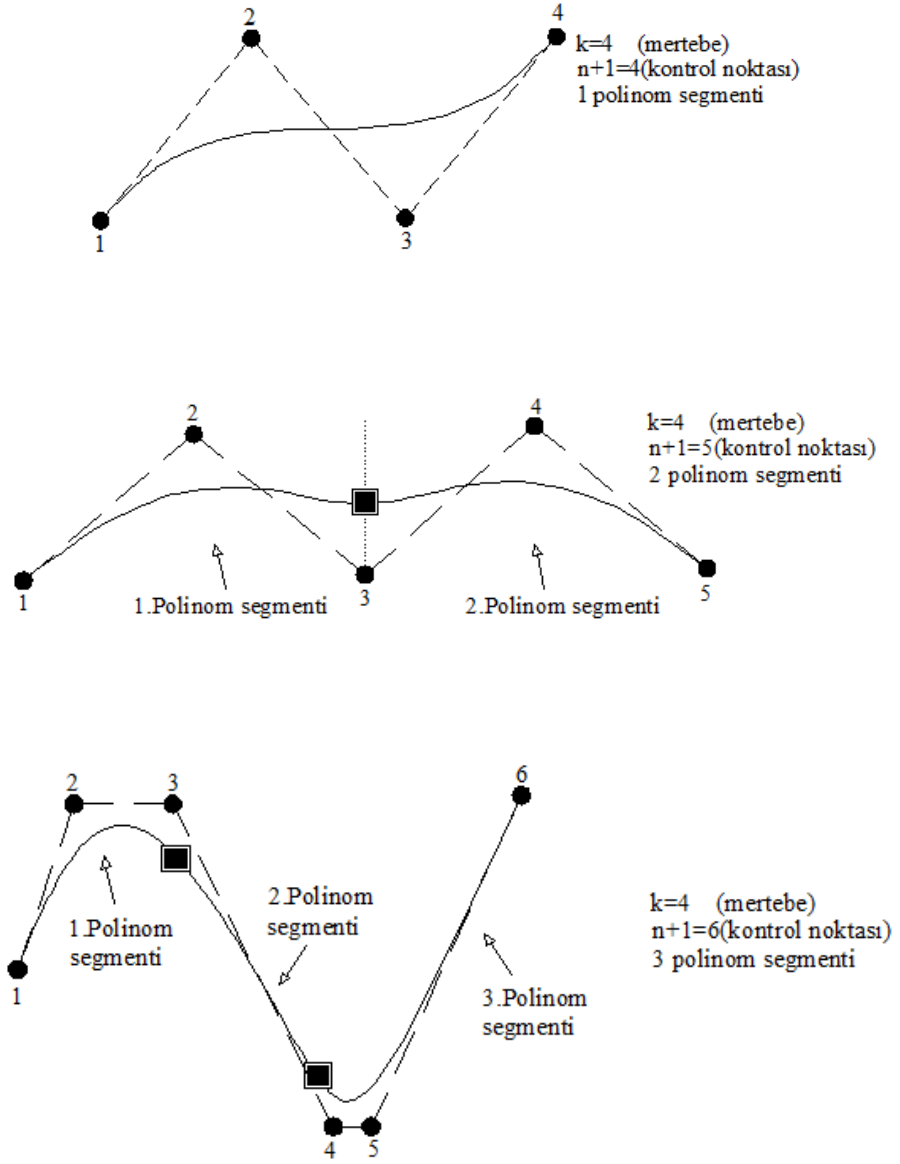 2
4
k=4 (mertebe)
n+1=4(kontrol noktası)
1 polinom segmenti
1
3
2
4
k=4 (mertebe)
n+1=5(kontrol noktası)
2 polinom segmenti
1
1.Polinom segmenti
3
2.Polinom segmenti
5
2
3
6
1.Polinom
segmenti
2.Polinom
segmenti
k=4 (mertebe)
n+1=6(kontrol noktası)
3 polinom segmenti
1
3.Polinom
segmenti
4
5